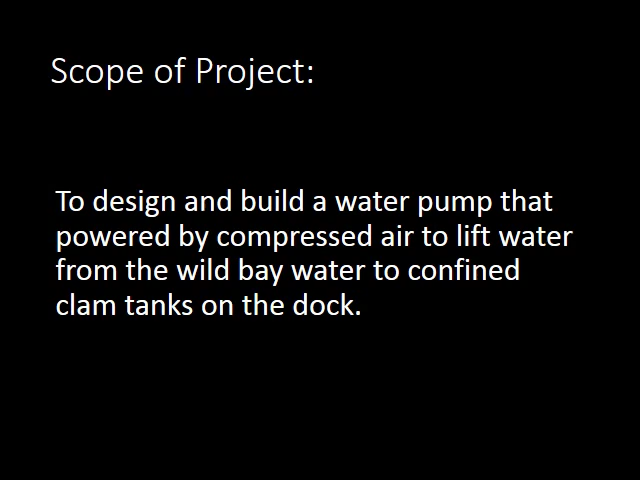 Scope of Project:
To design and build a water pump that
powered by compressed air to lift water
from the wild bay water to confined
clam tanks on the dock.